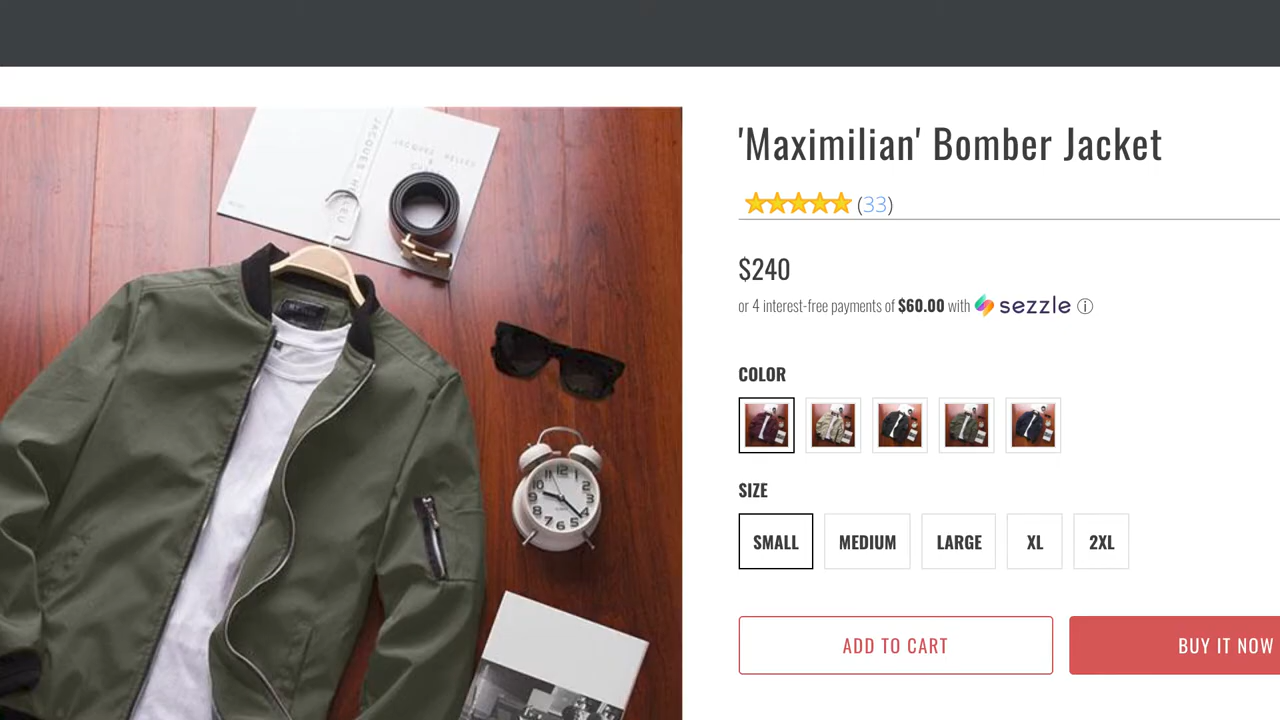 'Maximilian' Bomber Jacket
(33)
$240
or 4 interest-free payments of $60.00 with sezzle
COLOR
SIZE
SMALL MEDIUM LARGE XL 2XL
ADD TO CART BUY IT NOW